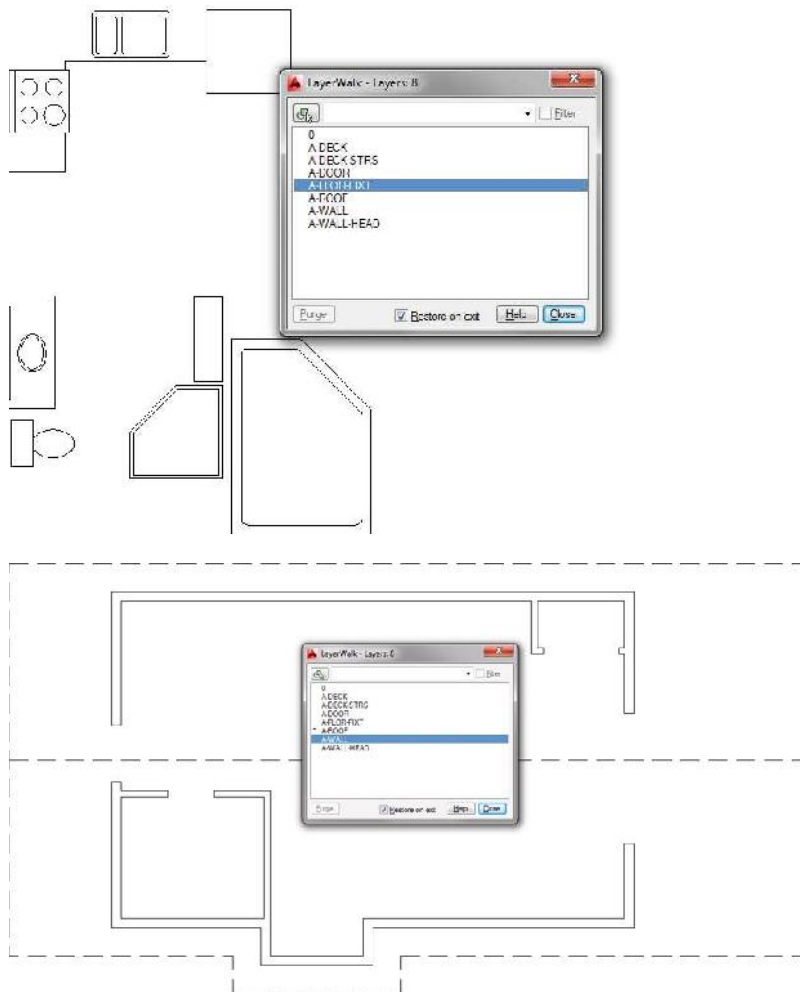 LayerWalk - Layers: 8
Filter
0
A-DECK
A-DECK-STRS
A-DOOR
A-FLOR-FIXT
A-ROOF
A-WALL
A-WALL-HEAD
Purge
Restore on exit
Help
Close
LayerWalk - Layers: 8
Filter
0
A-DECK
A-DECK-STRS
A-DOOR
A-FLOR-FIXT
* A-ROOF
A-WALL
A-WALL-HEAD
Purge
Restore on exit
Help
Close